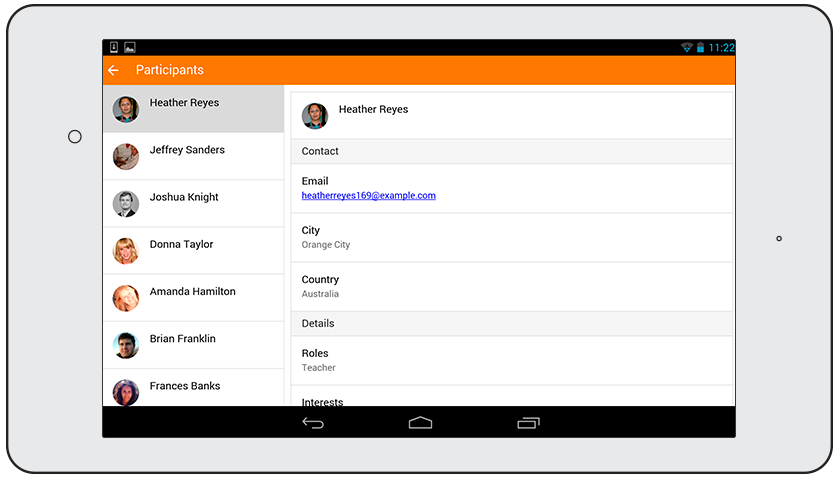 11:22
Participants
Heather Reyes
Jeffrey Sanders
Joshua Knight
Donna Taylor
Amanda Hamilton
Brian Franklin
Frances Banks
Heather Reyes
Contact
Email
heatherreyes169@example.com
City
Orange City
Country
Australia
Details
Roles
Teacher
Interests